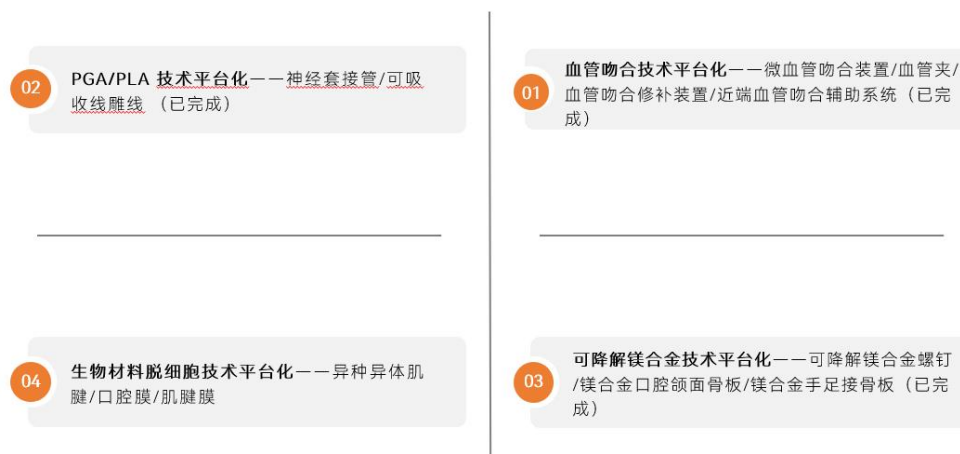 02
PGA/PLA 技术平台化——神经套接管/可吸
收线雕线 （已完成）
01
血管吻合技术平台化——微血管吻合装置/血管夹/
血管吻合修补装置/近端血管吻合辅助系统（已完
成）
04
生物材料脱细胞技术平台化——异种异体肌
腱/口腔膜/肌腱膜
03
可降解镁合金技术平台化——可降解镁合金螺钉
/镁合金口腔颌面骨板/镁合金手足接骨板（已完
成）